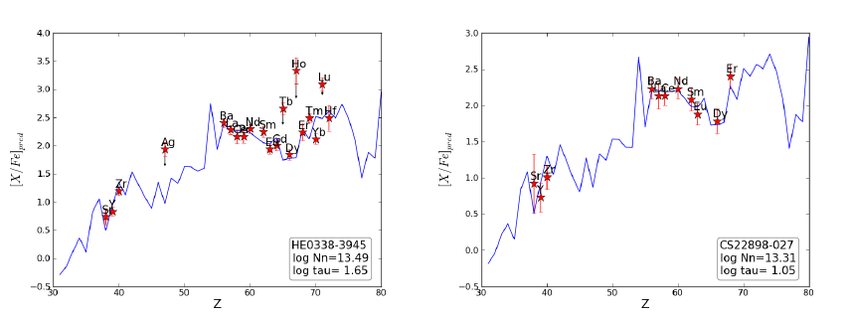 4.0
3.5
3.0
2.5
2.0
1.5
1.0
0.5
0.0
−0.5
[X/Fe]pred
30 40 50 60 70 80
Z
Sr
Y
Zr
Ag
Ba
La
Nd
Sm
Eu
Gd
Tb
Dy
Ho
Er
Tm
Yb
Lu
Hf
HE0338-3945
log Nn=13.49
log tau= 1.65
3.0
2.5
2.0
1.5
1.0
0.5
0.0
−0.5
[X/Fe]pred
30 40 50 60 70 80
Z
Sr
Y
Zr
Ba
Ce
Nd
Sm
Eu
Dy
Er
CS22898-027
log Nn=13.31
log tau= 1.05